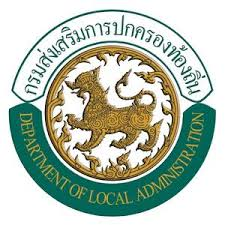 กรมส่งเสริมการปกครองท้องถิ่น
DEPARTMENT OF LOCAL ADMINISTRATION